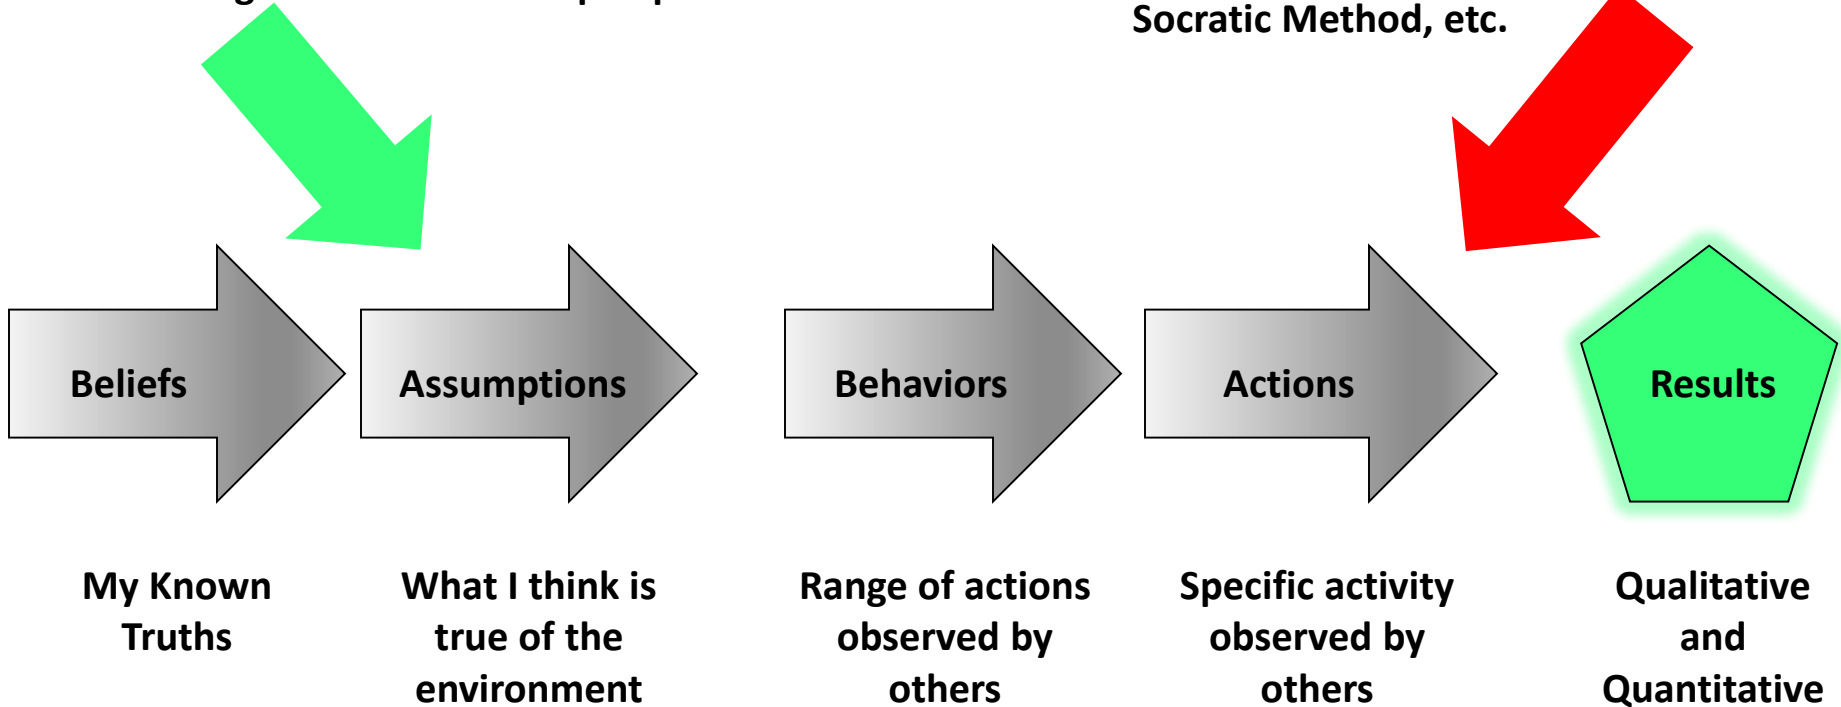 Socratic Method, etc.
Beliefs
Assumptions
Behaviors
Actions
Results
My Known
Truths
What I think is
true of the
environment
Range of actions
observed by
others
Specific activity
observed by
others
Qualitative
and
Quantitative